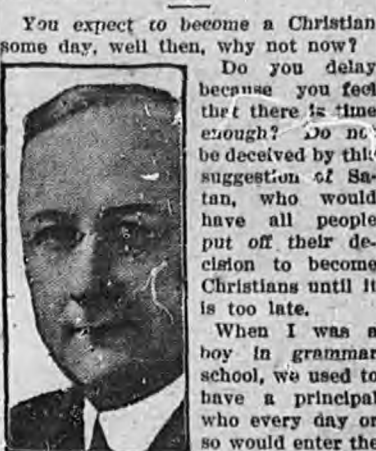 You expect to become a Christian
some day, well then, why not now?
Do you delay
because you feel
that there is time
enough? Do not
be deceived by this
suggestion of Sa-
tan, who would
have all people
put off their de-
cision to become
Christians until it
is too late.
When I was a
boy in grammar
school, we used to
have a principal
who every day or
so would enter the